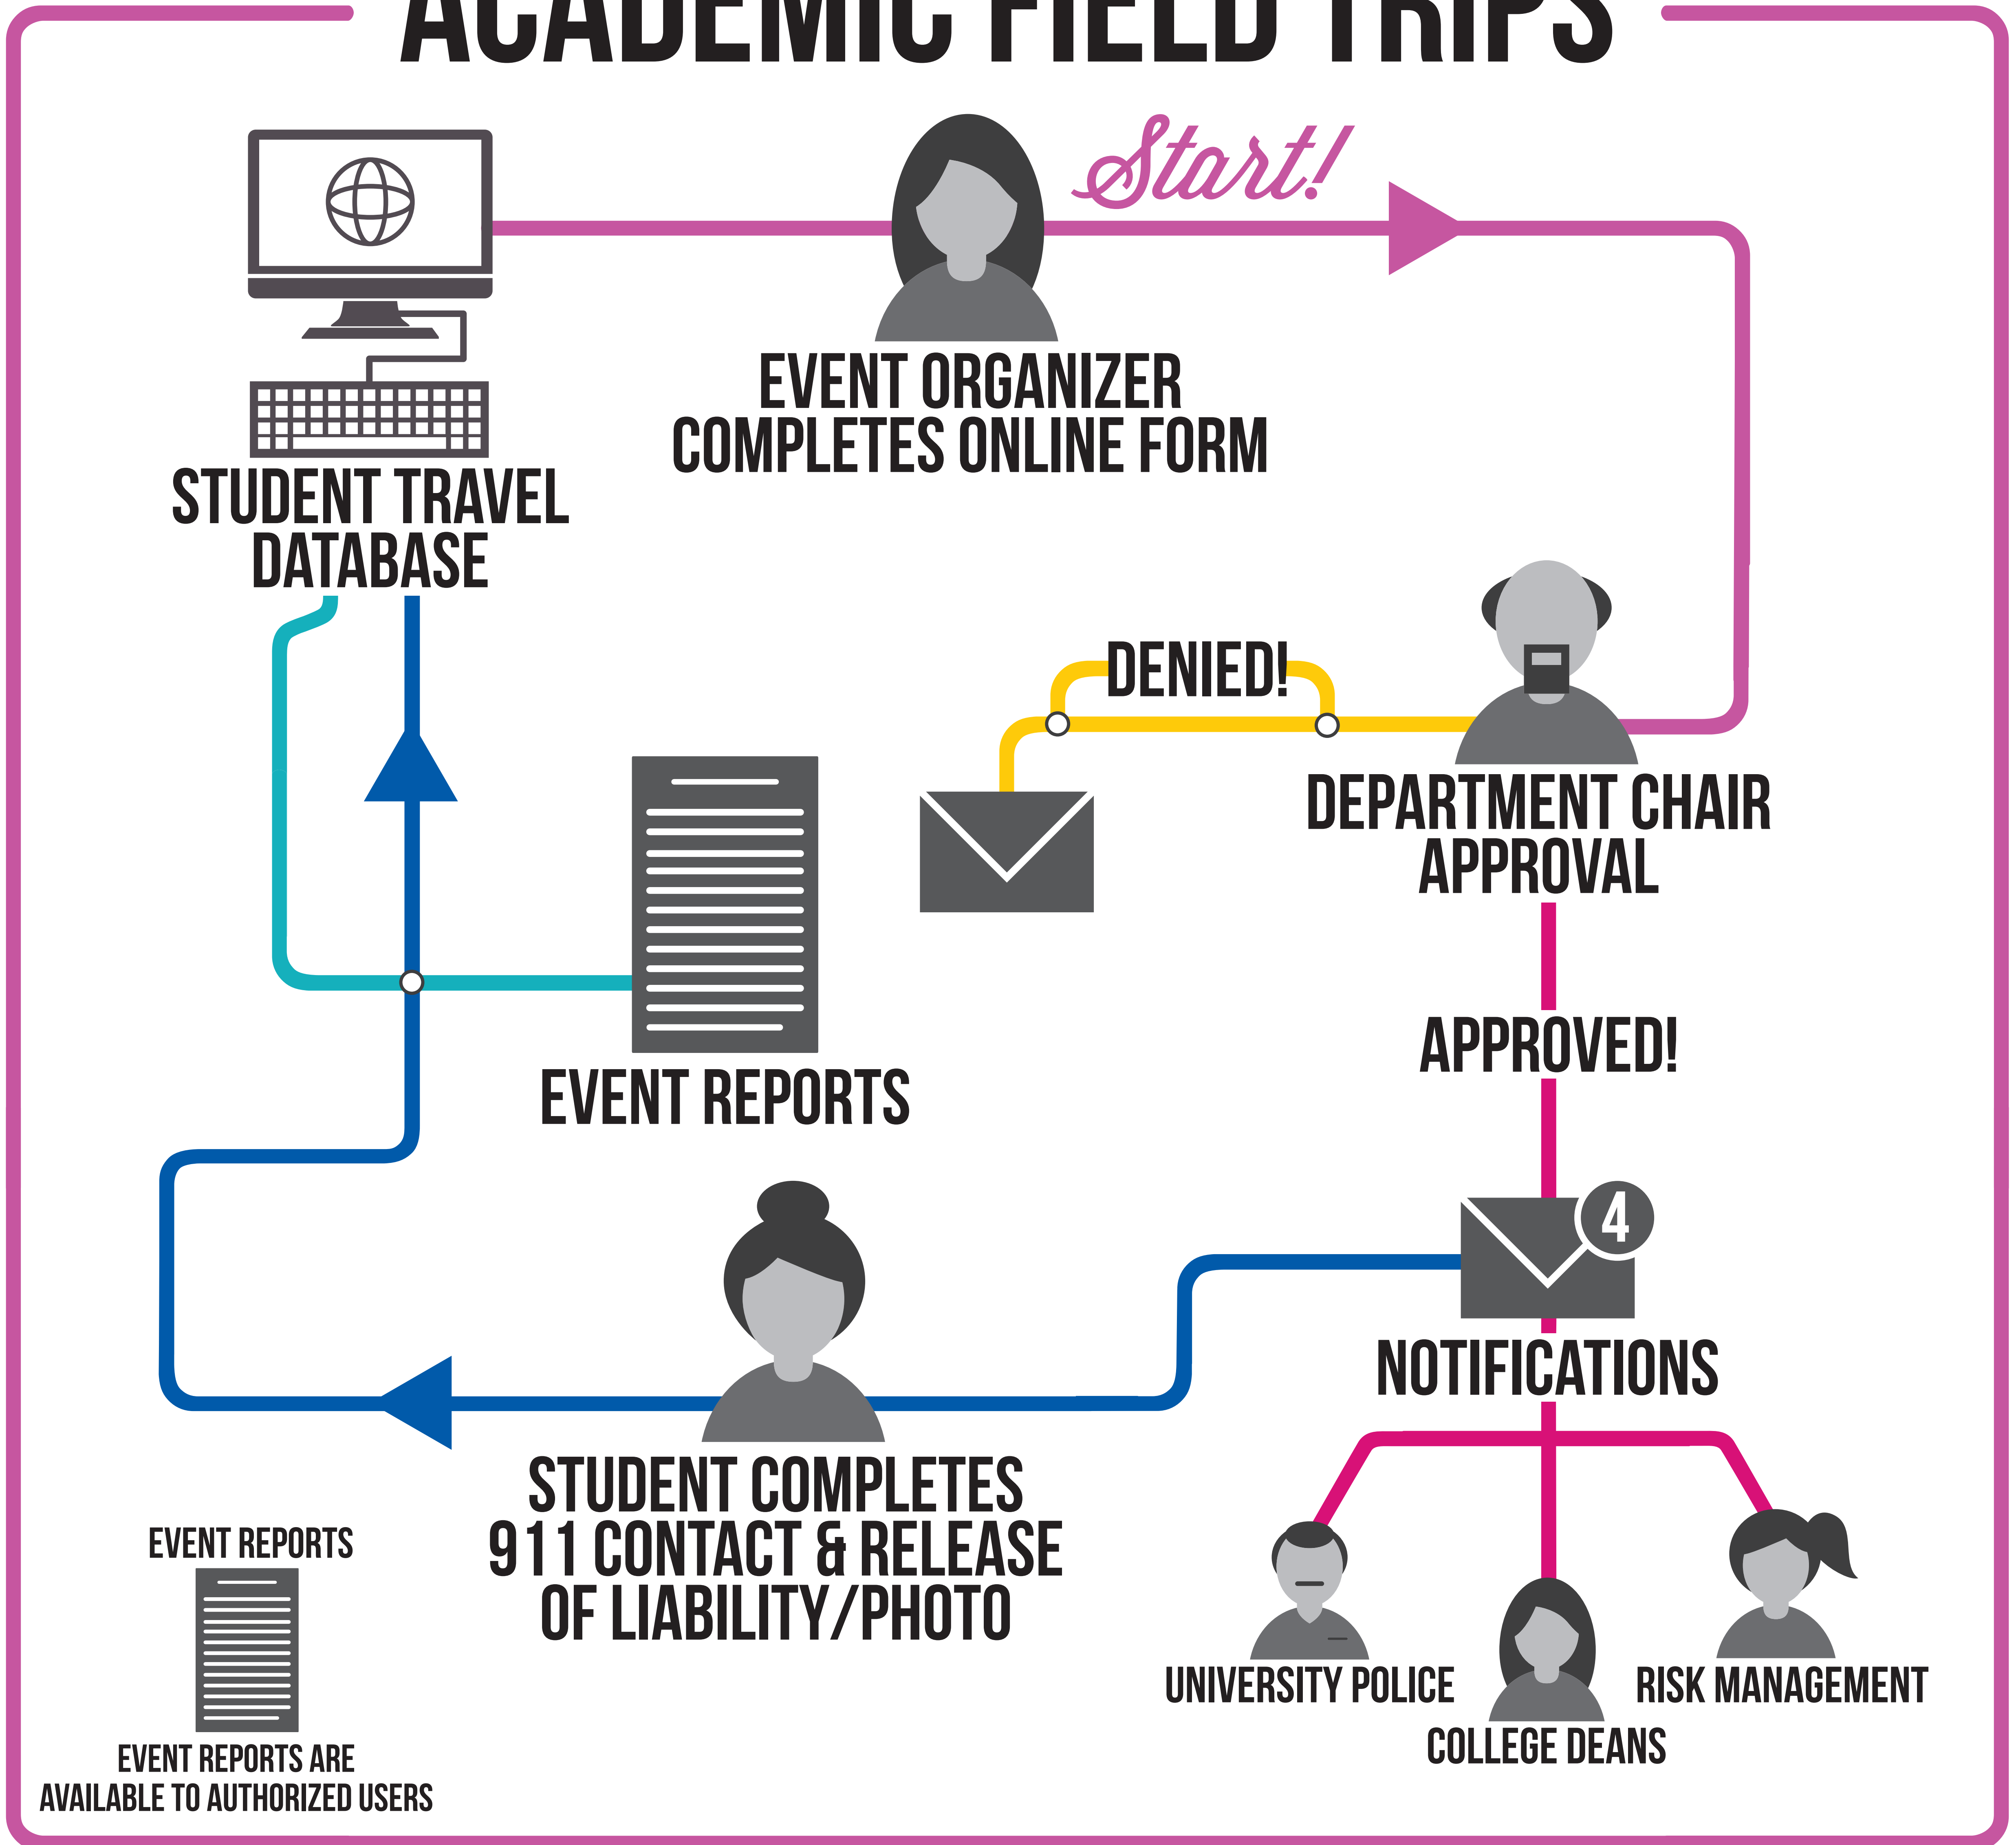 ACADEMIC FIELD TRIPS
Start!
EVENT ORGANIZER
COMPLETES ONLINE FORM
STUDENT TRAVEL
DATABASE
DENIED!
DEPARTMENT CHAIR
APPROVAL
APPROVED!
EVENT REPORTS
4
NOTIFICATIONS
STUDENT COMPLETES
911 CONTACT & RELEASE
OF LIABILITY/PHOTO
UNIVERSITY POLICE
RISK MANAGEMENT
COLLEGE DEANS
EVENT REPORTS
EVENT REPORTS ARE
AVAILABLE TO AUTHORIZED USERS